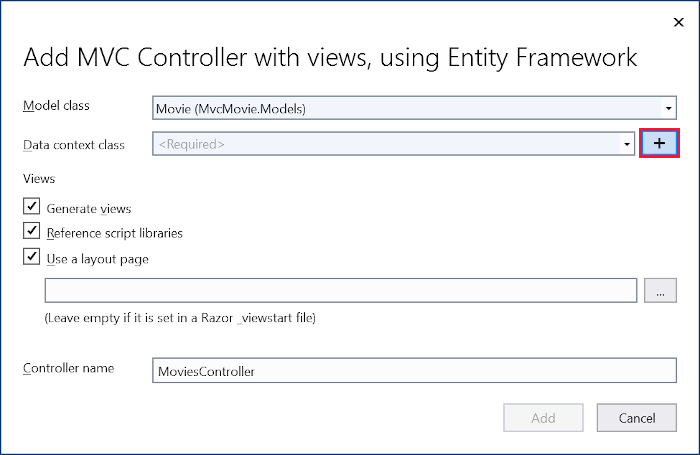 Add MVC Controller with views, using Entity Framework
Model class
Movie (MvcMovie.Models)
Data context class
<Required>
+
Views
Generate views
Reference script libraries
Use a layout page
...
(Leave empty if it is set in a Razor _viewstart file)
Controller name
MoviesController
Add
Cancel